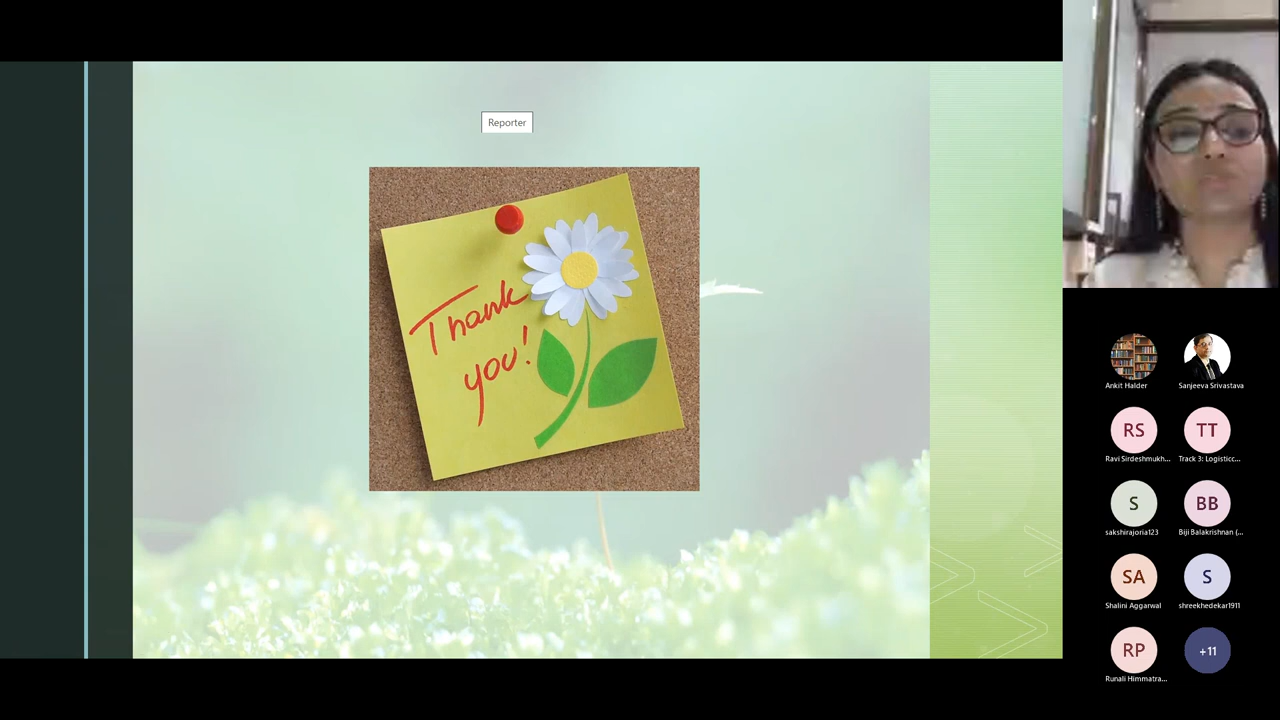 Reporter
Thank
you!
Ankit Halder
Sanjeeva Srivastava
RS
TT
Ravi Sirdeshmukh...
Track 3: Logisticc...
S
BB
sakshirajoria123
Biji Balakrishnan (...
SA
S
Shalini Aggarwal
shreekhedekar1911
RP
+11
Runali Himmatra...